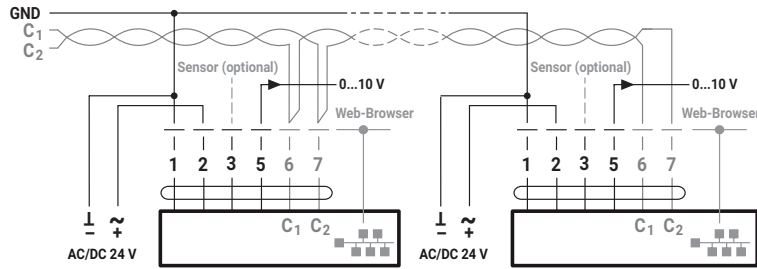 GND
C1
C2
Sensor (optional) Sensor (optional)
0...10 V 0...10 V
Web-Browser Web-Browser
1 2 3 5 6 7 1 2 3 5 6 7
⊥ ~ C1 C2 ⊥ ~ C1 C2
– + – +
AC/DC 24 V AC/DC 24 V